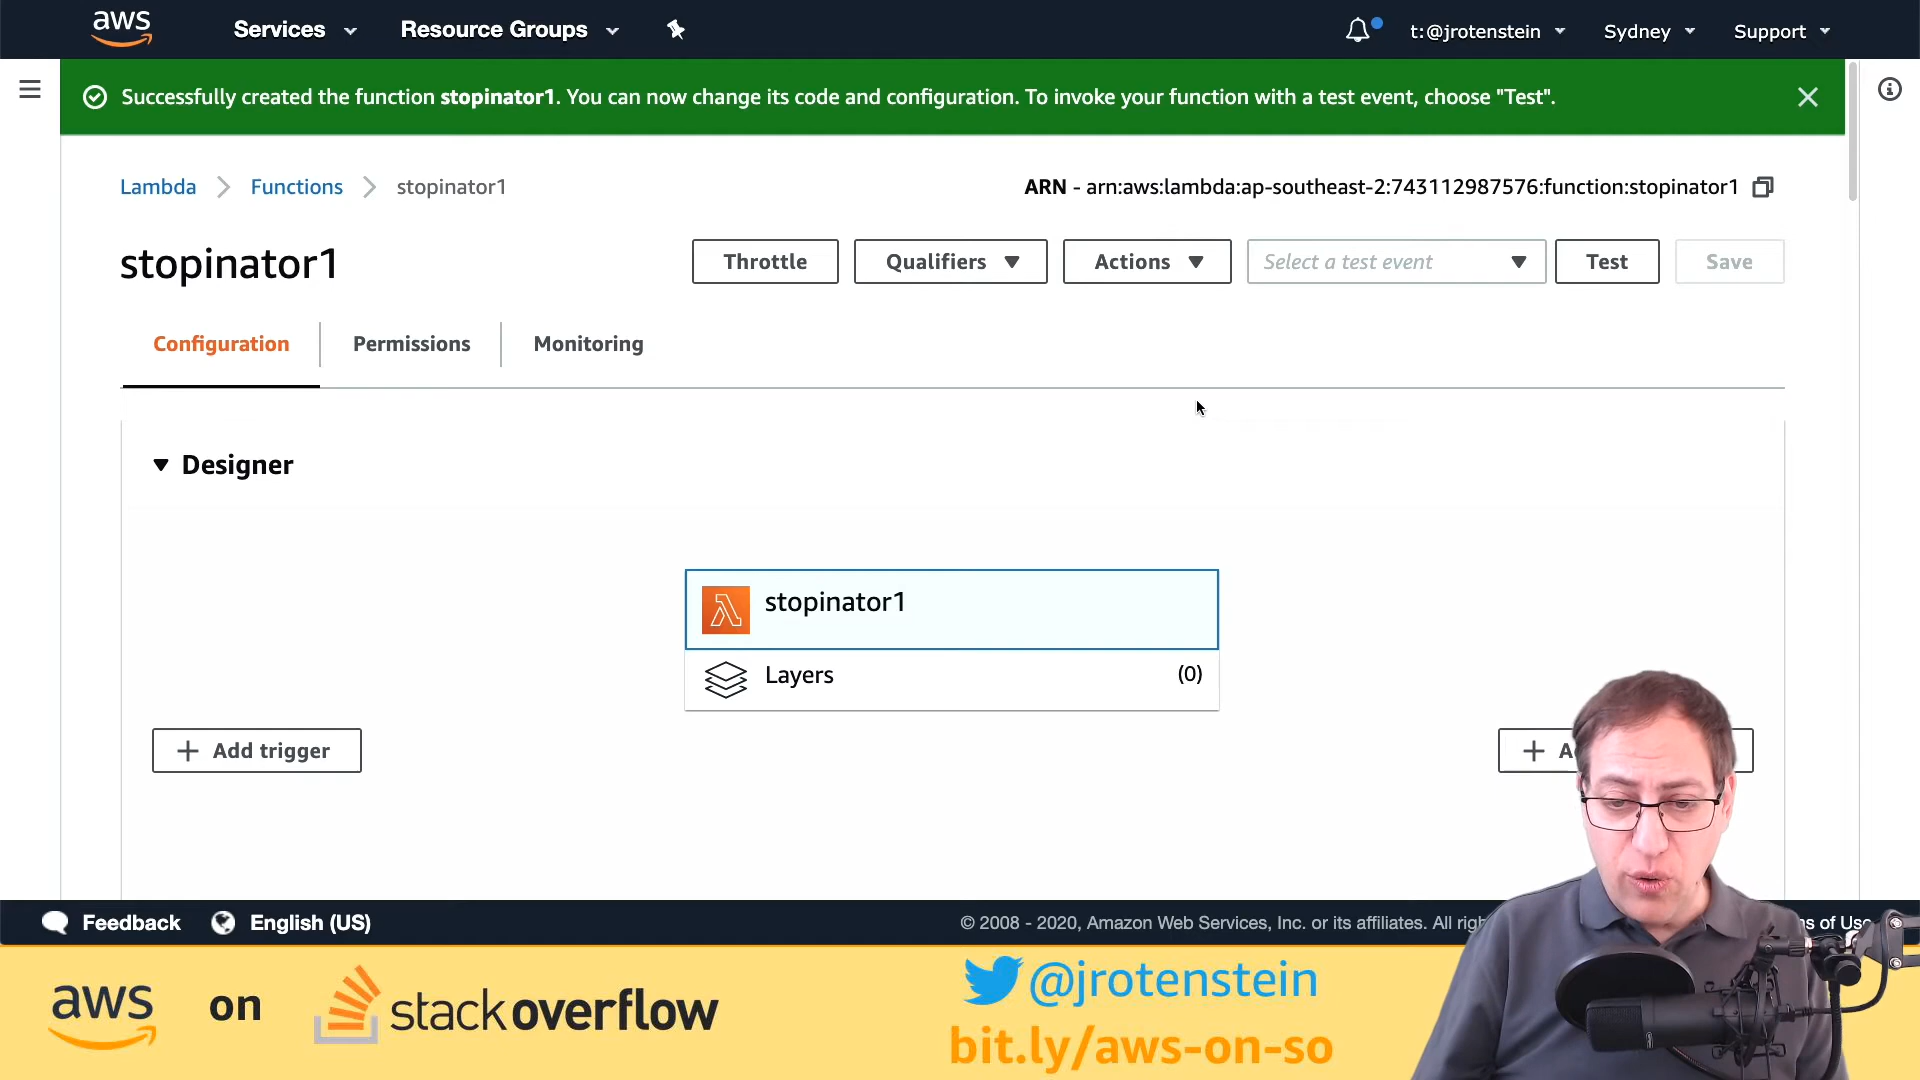 aws
Services
Resource Groups
t:@jrotenstein
Sydney
Support
Successfully created the function stopinator1. You can now change its code and configuration. To invoke your function with a test event, choose "Test".
Lambda
Functions
stopinator1
ARN - arn:aws:lambda:ap-southeast-2:743112987576:function:stopinator1
stopinator1
Throttle
Qualifiers
Actions
Select a test event
Test
Save
Configuration
Permissions
Monitoring
Designer
stopinator1
Layers
(0)
+ Add trigger
+ A
Feedback
English (US)
© 2008 - 2020, Amazon Web Services, Inc. or its affiliates. All
of Use
aws on stackoverflow
@jrotenstein
bit.ly/aws-on-so